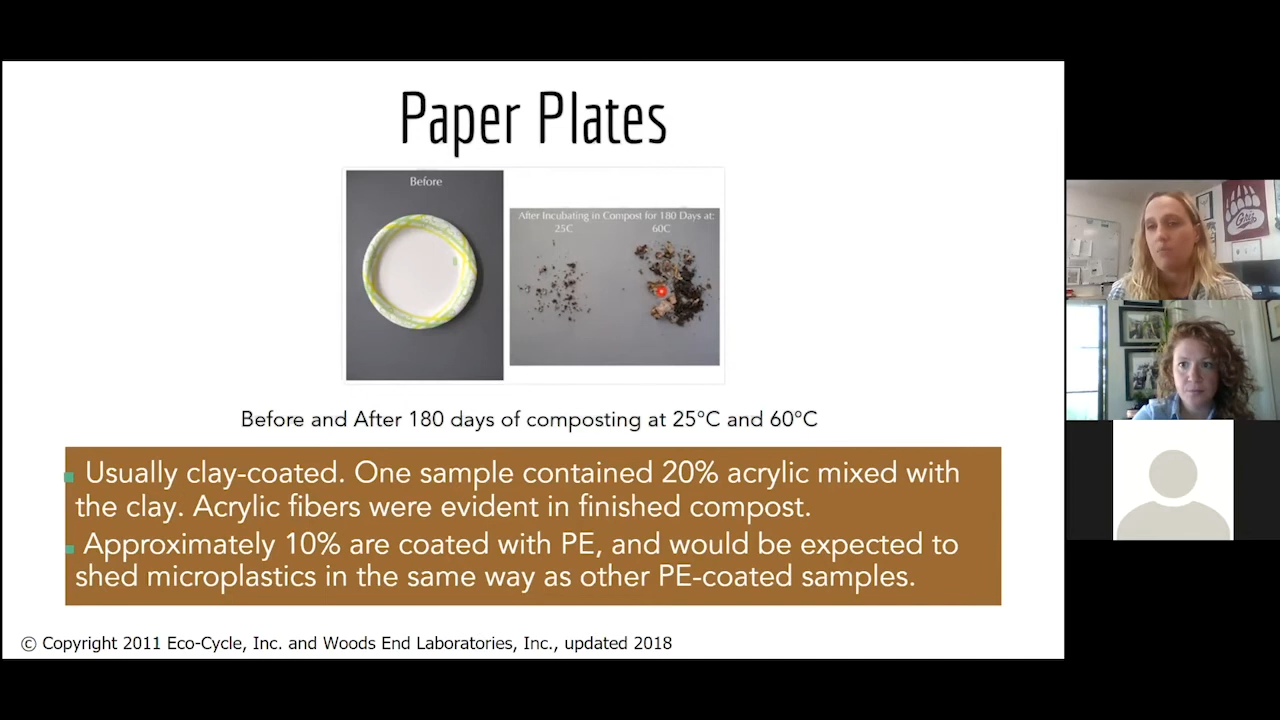 Paper Plates
Before
After Incubating in Compost for 180 Days at:
25C 60C
Before and After 180 days of composting at 25°C and 60°C
Usually clay-coated. One sample contained 20% acrylic mixed with
the clay. Acrylic fibers were evident in finished compost.
Approximately 10% are coated with PE, and would be expected to
shed microplastics in the same way as other PE-coated samples.
© Copyright 2011 Eco-Cycle, Inc. and Woods End Laboratories, Inc., updated 2018
Griz